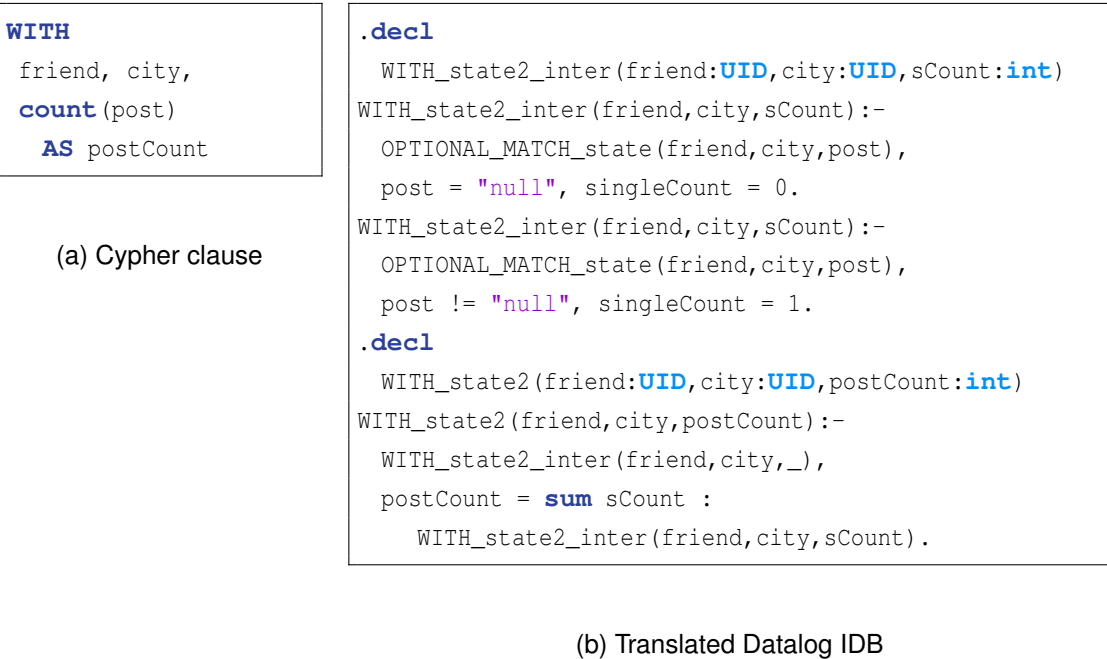 WITH
friend, city,
count(post)
AS postCount
(a) Cypher clause
.decl
WITH_state2_inter(friend:UID,city:UID,sCount:int)
WITH_state2_inter(friend,city,sCount):-
OPTIONAL_MATCH_state(friend,city,post),
post = "null", singleCount = 0.
WITH_state2_inter(friend,city,sCount):-
OPTIONAL_MATCH_state(friend,city,post),
post != "null", singleCount = 1.
.decl
WITH_state2(friend:UID,city:UID,postCount:int)
WITH_state2(friend,city,postCount):-
WITH_state2_inter(friend,city,_),
postCount = sum sCount :
WITH_state2_inter(friend,city,sCount).
(b) Translated Datalog IDB